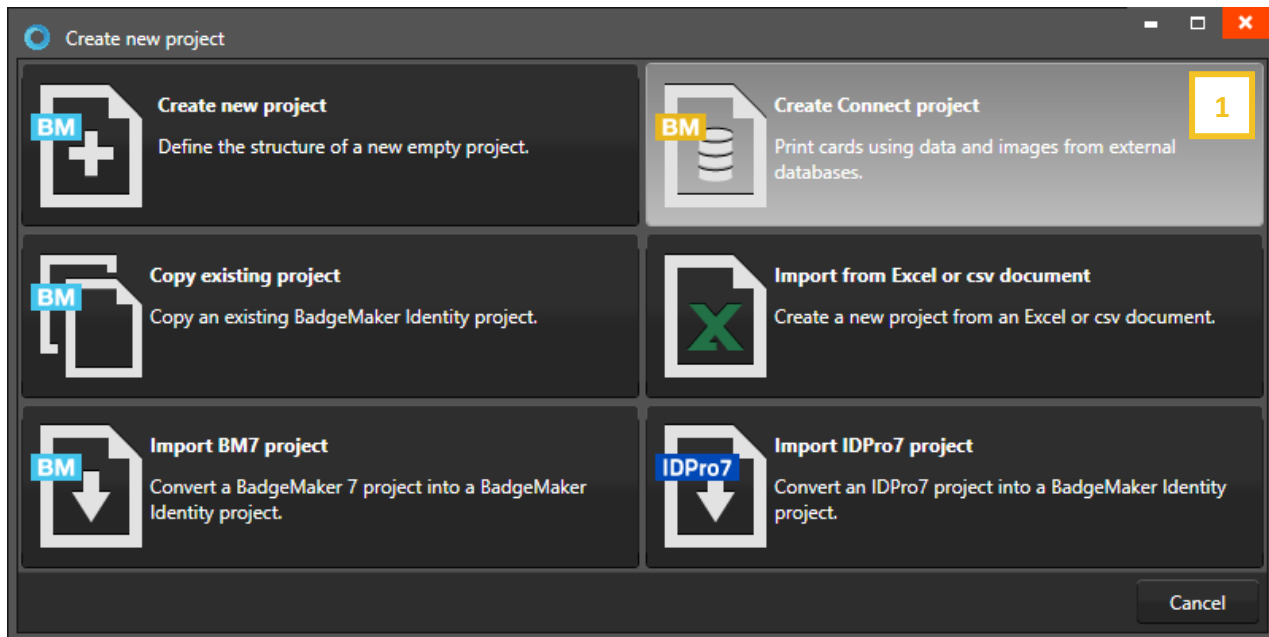 Create new project
BM
Create new project
Define the structure of a new empty project.
BM
Create Connect project
Print cards using data and images from external
databases.
1
BM
Copy existing project
Copy an existing BadgeMaker Identity project.
X
Import from Excel or csv document
Create a new project from an Excel or csv document.
BM
Import BM7 project
Convert a BadgeMaker 7 project into a BadgeMaker
Identity project.
IDPro7
Import IDPro7 project
Convert an IDPro7 project into a BadgeMaker Identity
project.
Cancel